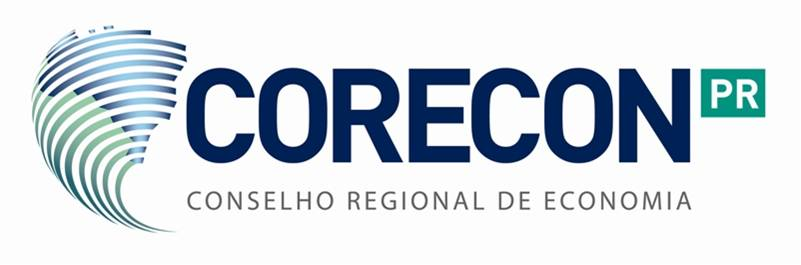 CORECON PR
CONSELHO REGIONAL DE ECONOMIA